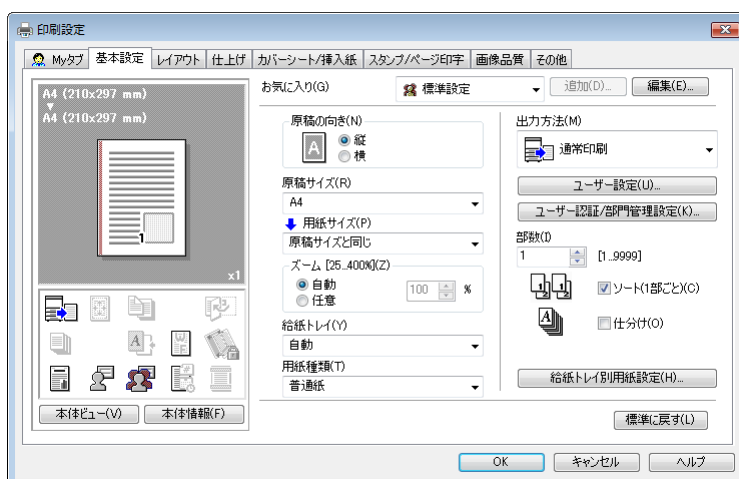 印刷設定
Myタブ 基本設定 レイアウト 仕上げ カバーシート/挿入紙 スタンプ/ページ印字 画像品質 その他
A4 (210x297 mm)
A4 (210x297 mm)
1
x1
本体ビュー(V) 本体情報(F)
お気に入り(G) 標準設定 追加(D)... 編集(E)...
原稿の向き(N)
A
縦
横
原稿サイズ(R)
A4
用紙サイズ(P)
原稿サイズと同じ
ズーム [25..400%](Z)
自動
任意
100 %
給紙トレイ(Y)
自動
用紙種類(T)
普通紙
出力方法(M)
通常印刷
ユーザー設定(U)...
ユーザー認証/部門管理設定(K)...
部数(I)
1 [1..9999]
ソート(1部ごと)(C)
仕分け(O)
給紙トレイ別用紙設定(H)...
標準に戻す(L)
OK キャンセル ヘルプ